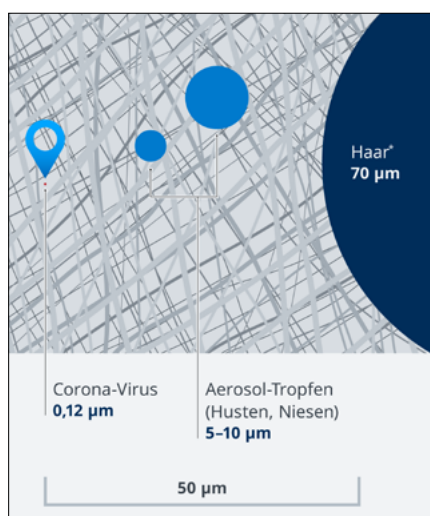 Haar*
70 µm
Corona-Virus
0,12 µm
Aerosol-Tropfen
(Husten, Niesen)
5–10 µm
50 µm